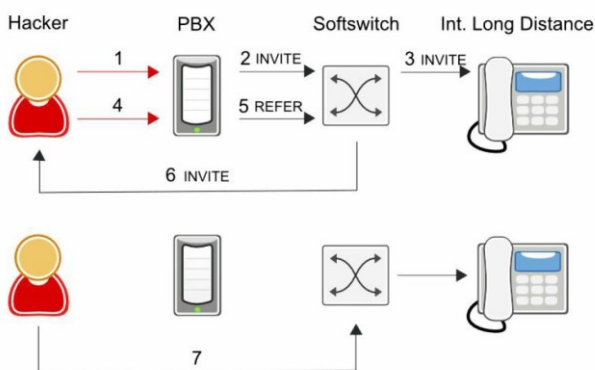 Hacker PBX Softswitch Int. Long Distance
1 2 INVITE 3 INVITE
4 5 REFER
6 INVITE
7